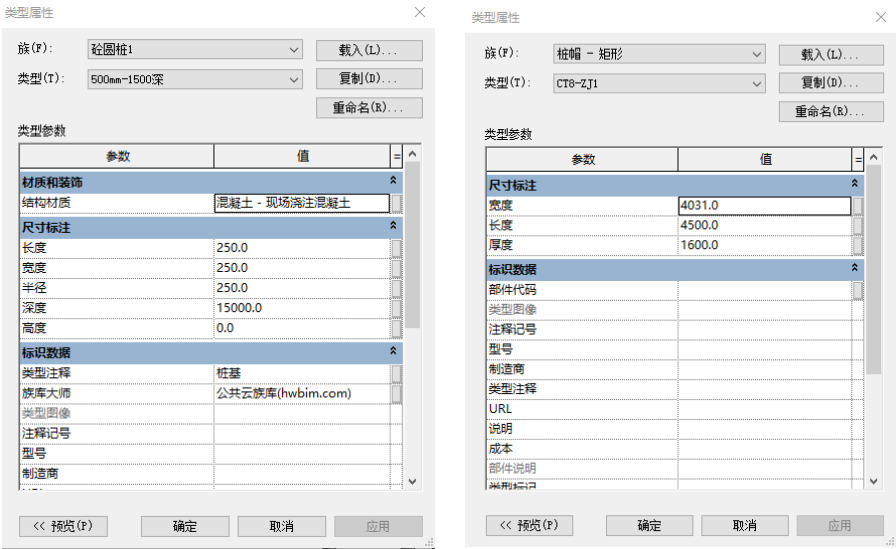 类型属性
族(F):
砼圆桩1
载入(L)...
类型(T):
500mm-1500深
复制(D)...
重命名(R)...
类型参数
参数
值
=
材质和装饰
结构材质
混凝土 - 现场浇注混凝土
尺寸标注
长度
250.0
宽度
250.0
半径
250.0
深度
15000.0
高度
0.0
标识数据
类型注释
桩基
族库大师
公共云族库(hwbim.com)
类型图像
注释记号
型号
制造商
<< 预览(P)
确定
取消
应用
类型属性
族(F):
桩帽 - 矩形
载入(L)...
类型(T):
CT8-ZJ1
复制(D)...
重命名(R)...
类型参数
参数
值
=
尺寸标注
宽度
4031.0
长度
4500.0
厚度
1600.0
标识数据
部件代码
类型图像
注释记号
型号
制造商
类型注释
URL
说明
成本
部件说明
类型标记
<< 预览(P)
确定
取消
应用